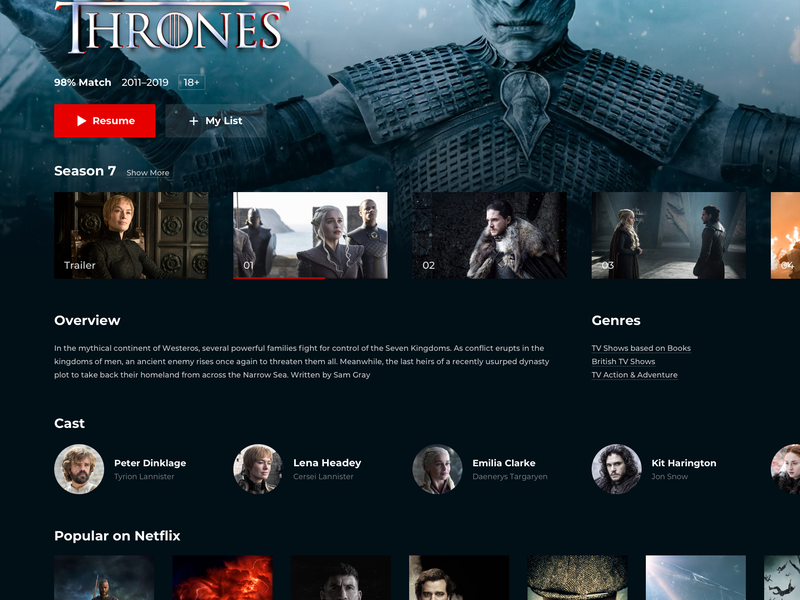 THRONES
98% Match 2011–2019 18+
Resume
My List
Season 7 Show More
Trailer
01
02
03
04
Overview
In the mythical continent of Westeros, several powerful families fight for control of the Seven Kingdoms. As conflict erupts in the
kingdoms of men, an ancient enemy rises once again to threaten them all. Meanwhile, the last heirs of a recently usurped dynasty
plot to take back their homeland from across the Narrow Sea. Written by Sam Gray
Genres
TV Shows based on Books
British TV Shows
TV Action & Adventure
Cast
Peter Dinklage
Tyrion Lannister
Lena Headey
Cersei Lannister
Emilia Clarke
Daenerys Targaryen
Kit Harington
Jon Snow
Popular on Netflix